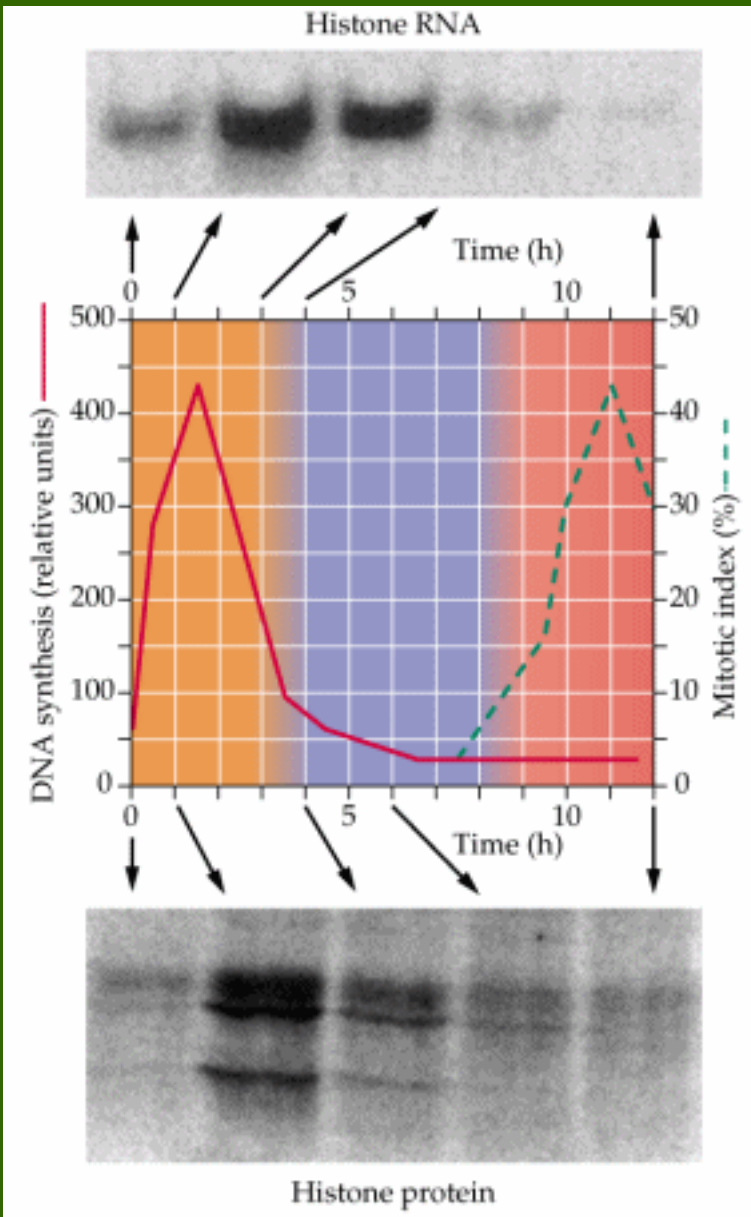 Histone RNA
Time (h)
0 5 10
500 50
400 40
300 30
200 20
100 10
0 0
DNA synthesis (relative units)
Mitotic index (%)
0 5 10
Time (h)
Histone protein